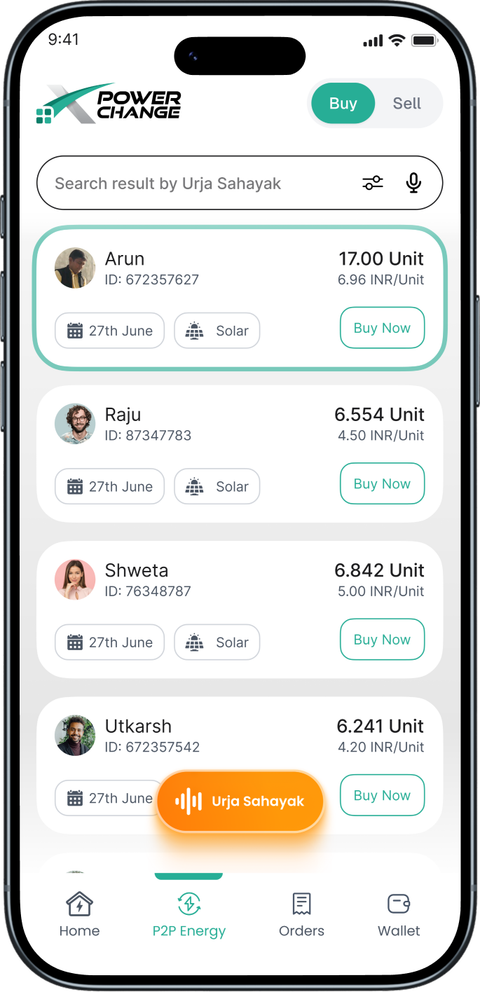 9:41
POWER
CHANGE
Buy Sell
Search result by Urja Sahayak
Arun 17.00 Unit
ID: 672357627 6.96 INR/Unit
27th June Solar Buy Now
Raju 6.554 Unit
ID: 87347783 4.50 INR/Unit
27th June Solar Buy Now
Shweta 6.842 Unit
ID: 76348787 5.00 INR/Unit
27th June Solar Buy Now
Utkarsh 6.241 Unit
ID: 672357542 4.20 INR/Unit
27th June Urja Sahayak Buy Now
Home P2P Energy Orders Wallet